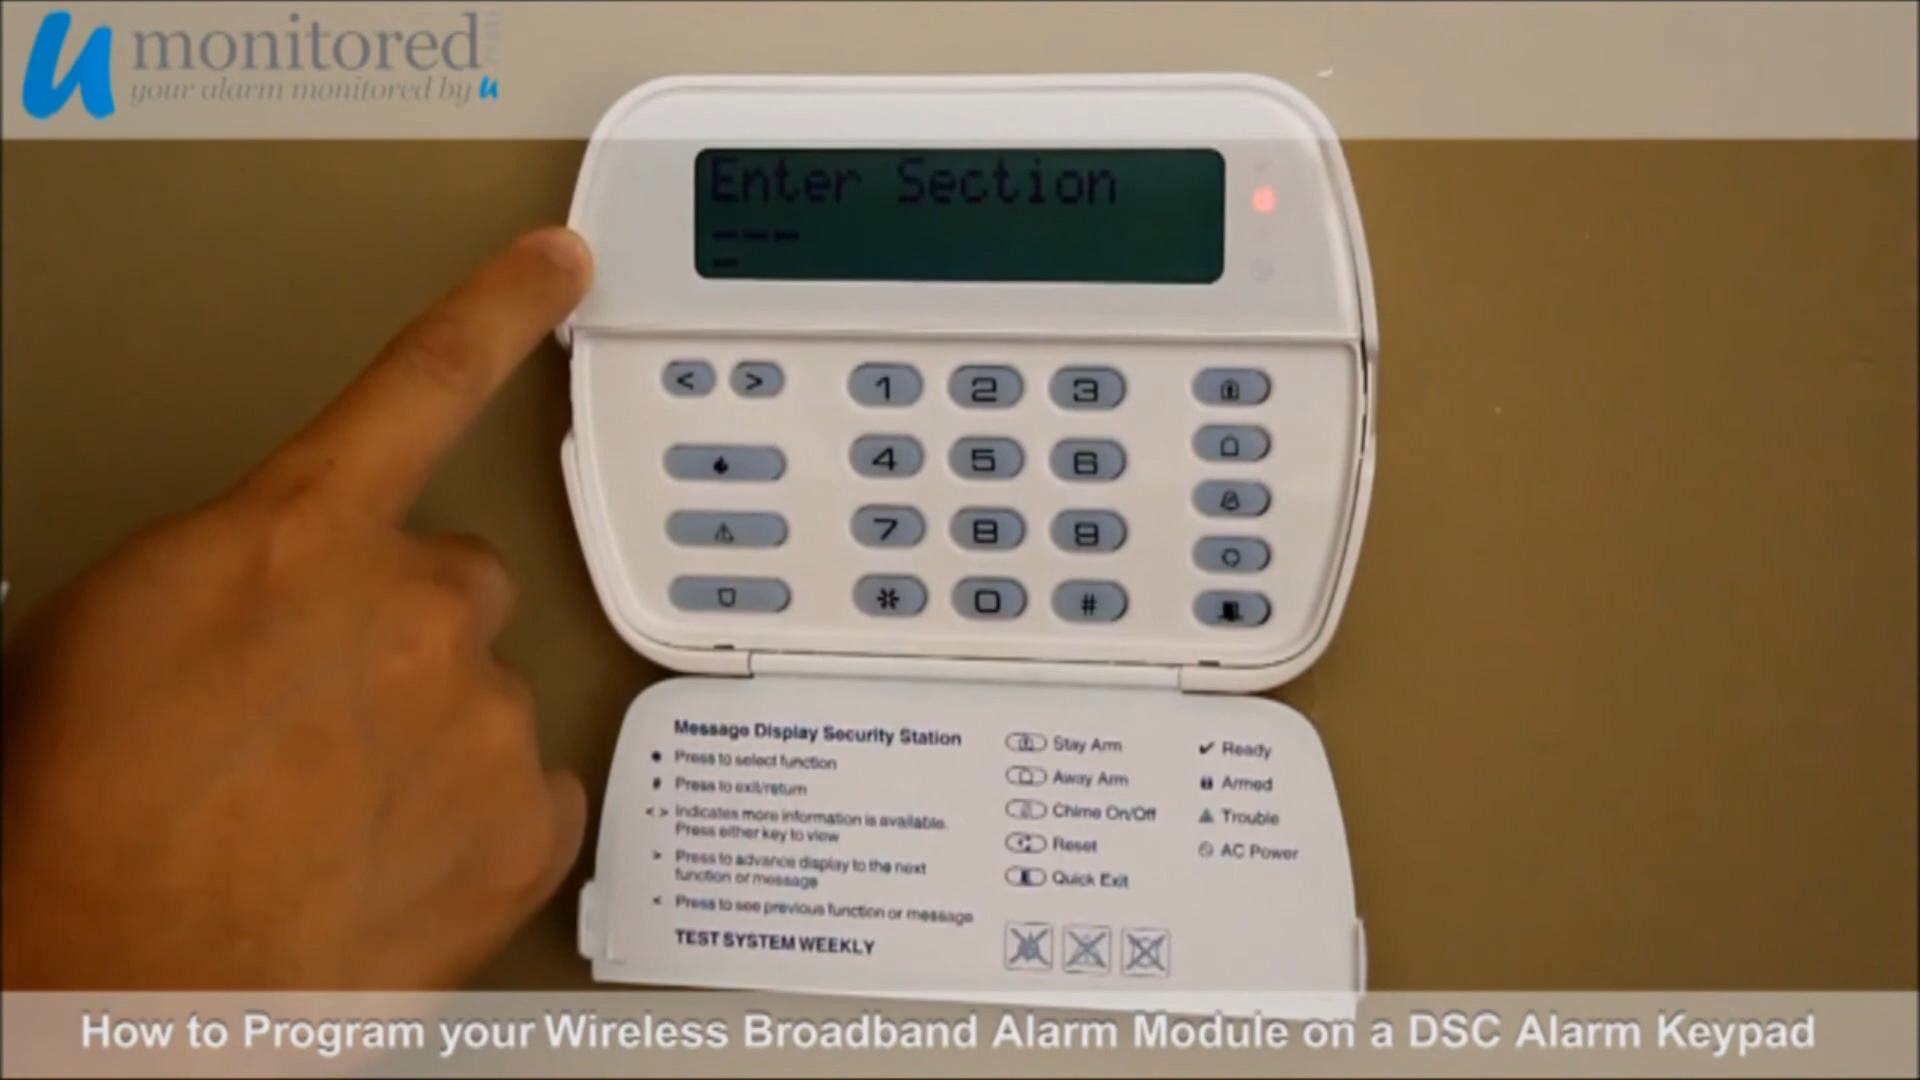 u monitored
your alarm monitored by u
Enter Section
---
< > 1 2 3
4 5 6
7 8 9
* 0 #
Message Display Security Station
Press to select function
# Press to exit/return
< > Indicates more information is available.
Press either key to view
> Press to advance display to the next
function or message
< Press to see previous function or message
TEST SYSTEM WEEKLY
Stay Arm
Away Arm
Chime On/Off
Reset
Quick Exit
Ready
Armed
Trouble
AC Power
How to Program your Wireless Broadband Alarm Module on a DSC Alarm Keypad